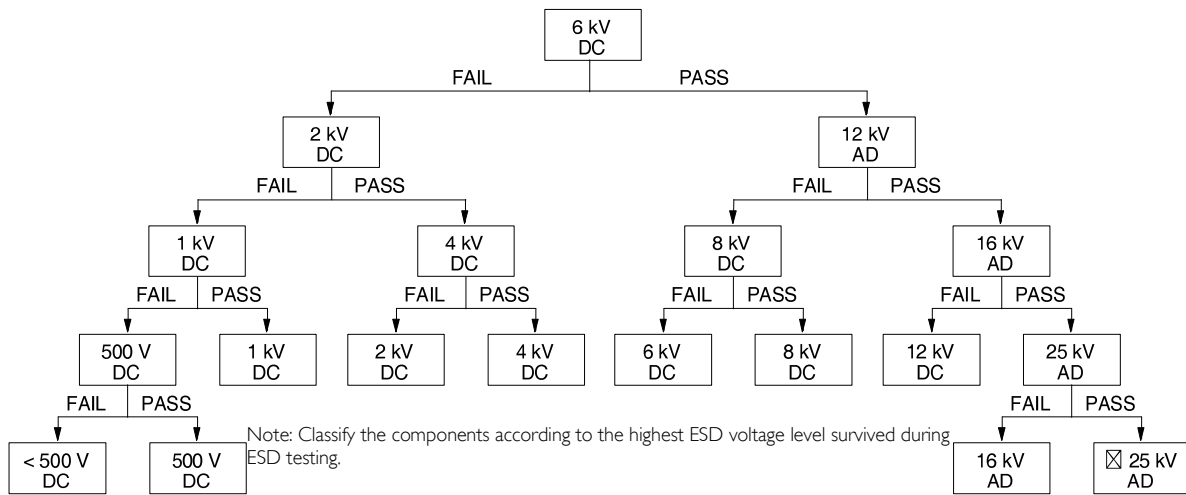 6 kV
DC
FAIL PASS
2 kV
DC
12 kV
AD
FAIL PASS FAIL PASS
1 kV
DC
4 kV
DC
8 kV
DC
16 kV
AD
FAIL PASS FAIL PASS FAIL PASS FAIL PASS
500 V
DC
1 kV
DC
2 kV
DC
4 kV
DC
6 kV
DC
8 kV
DC
12 kV
DC
25 kV
AD
FAIL PASS FAIL PASS
< 500 V
DC
500 V
DC
Note: Classify the components according to the highest ESD voltage level survived during
ESD testing.
16 kV
AD
25 kV
AD